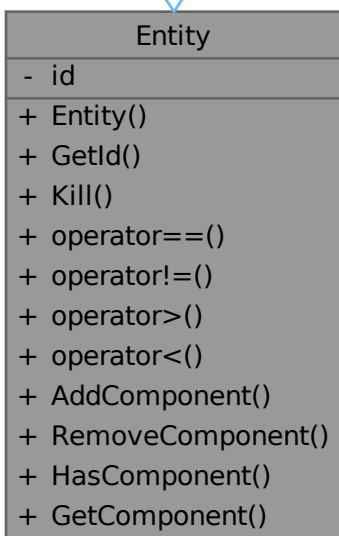 Entity
- id
+ Entity()
+ GetId()
+ Kill()
+ operator==()
+ operator!=()
+ operator>()
+ operator<()
+ AddComponent()
+ RemoveComponent()
+ HasComponent()
+ GetComponent()